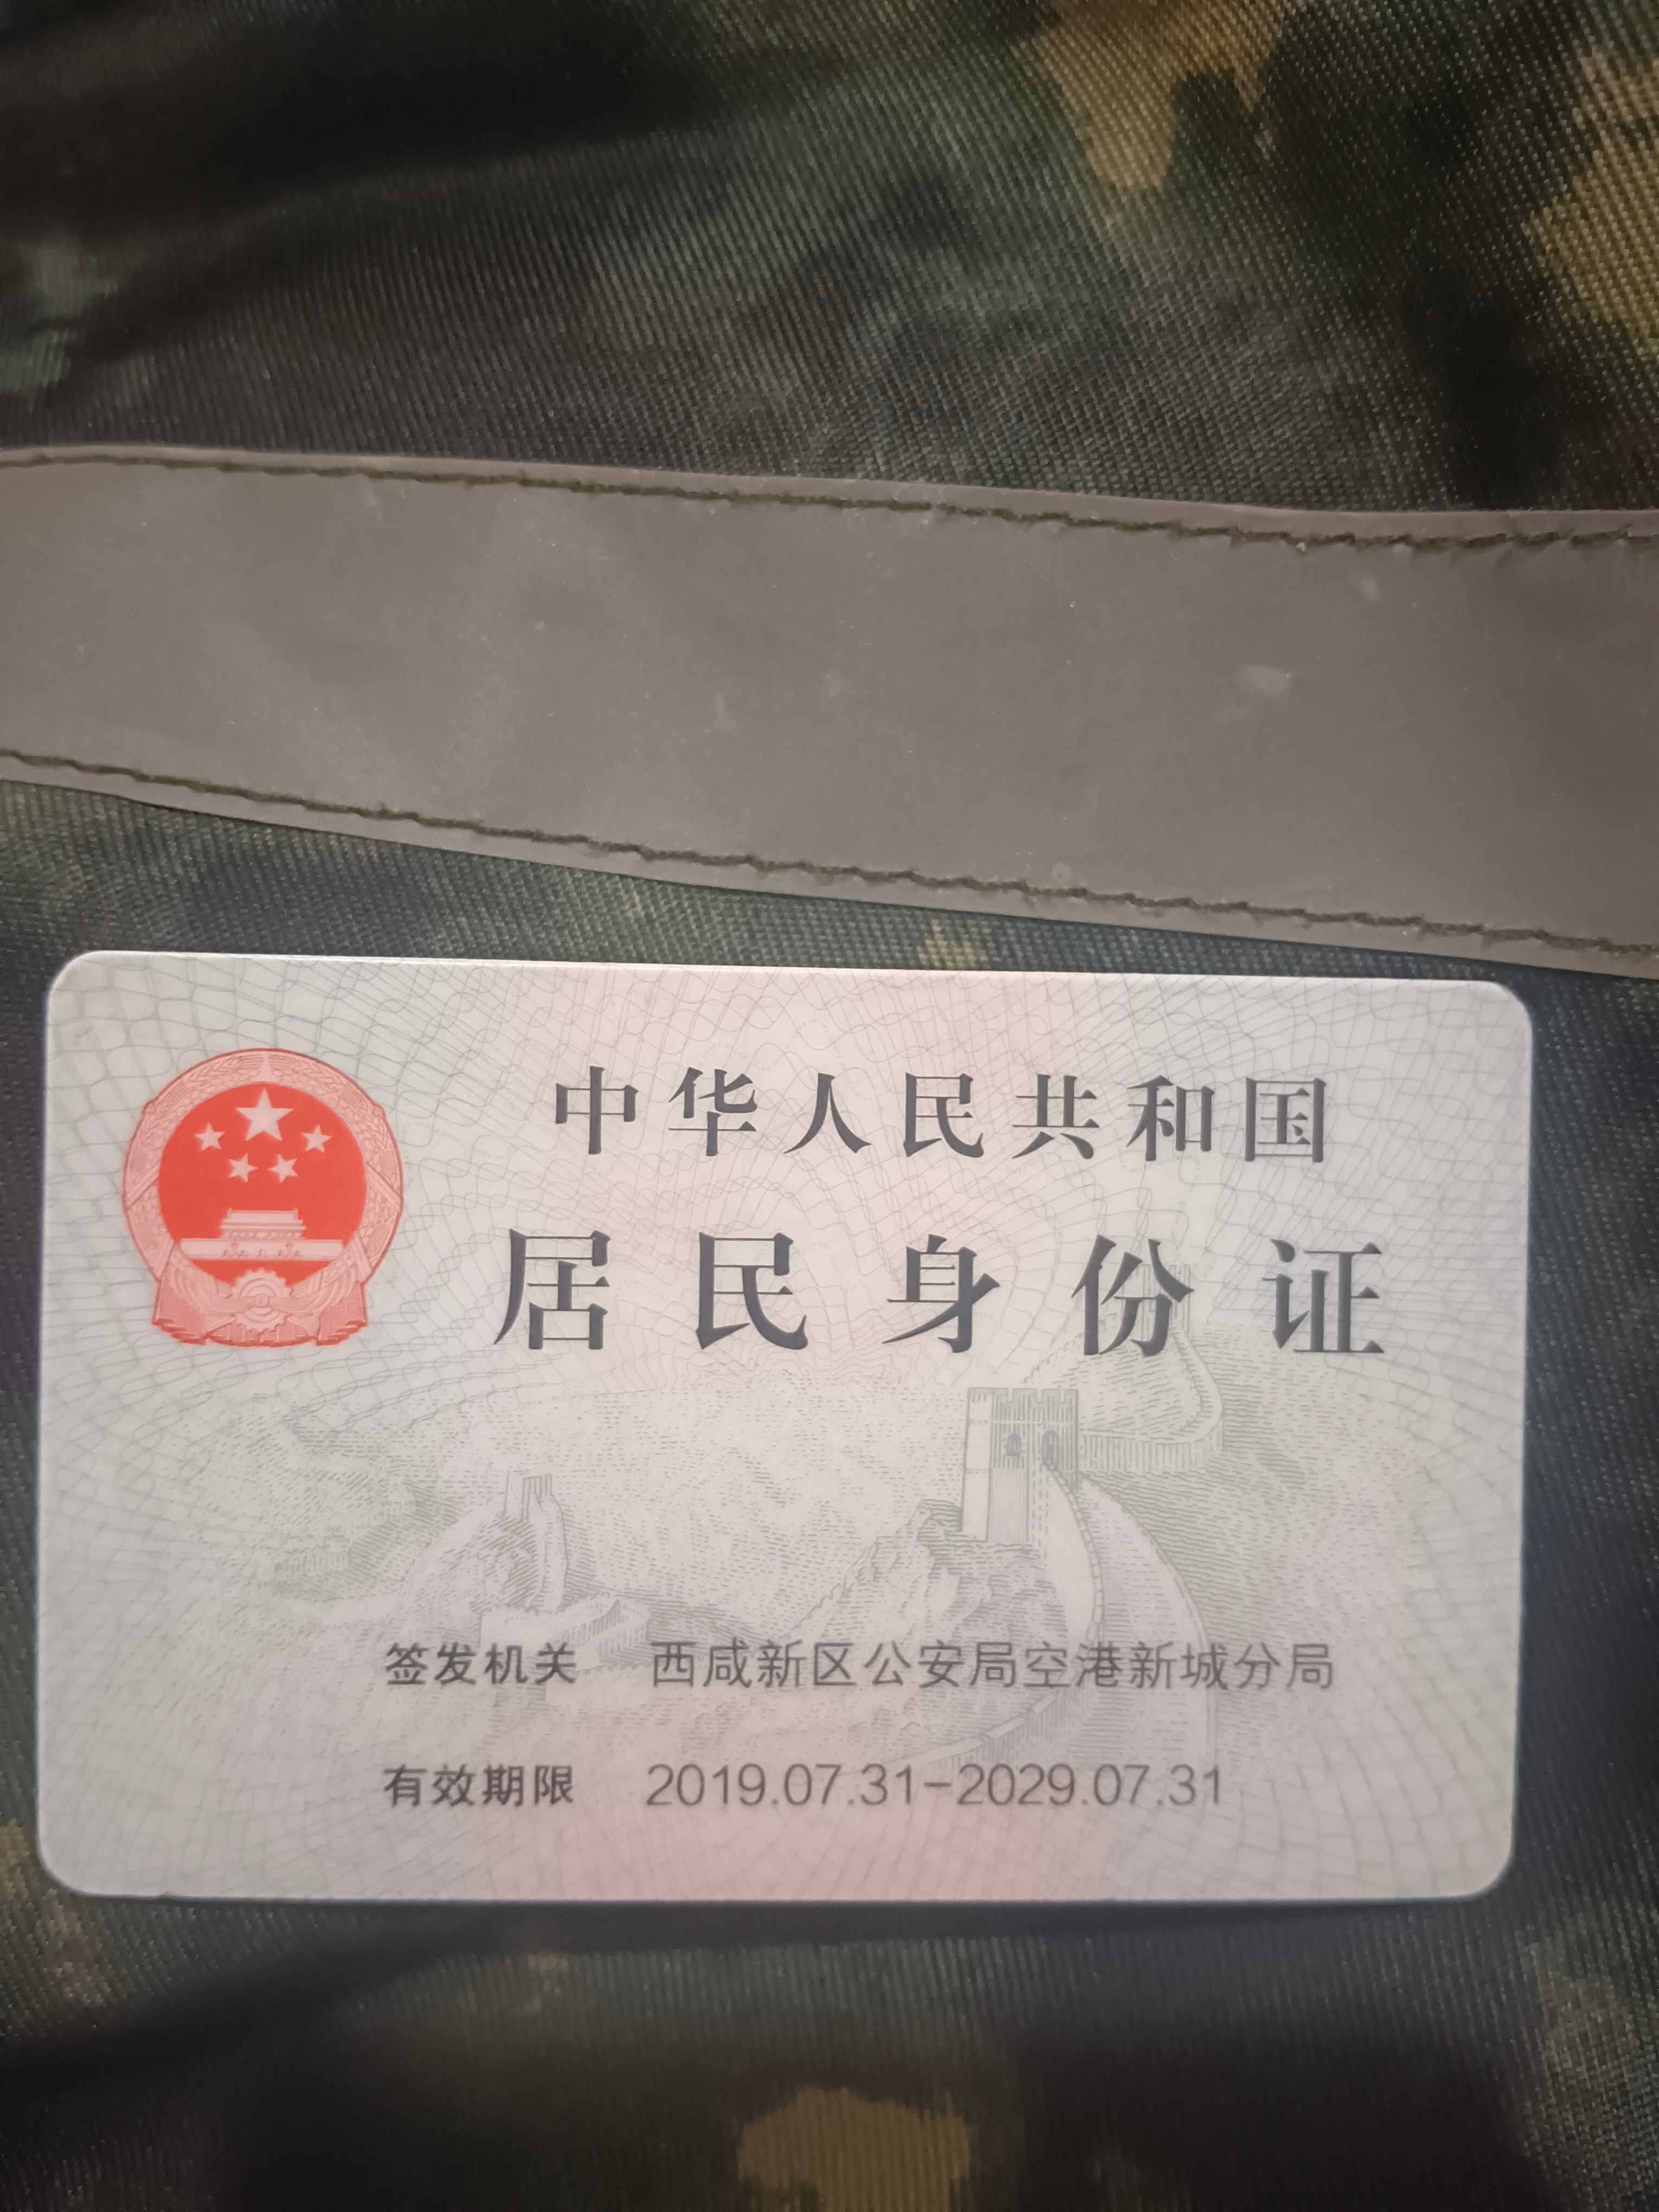 中华人民共和国
居民身份证
签发机关 西咸新区公安局空港新城分局
有效期限 2019.07.31-2029.07.31